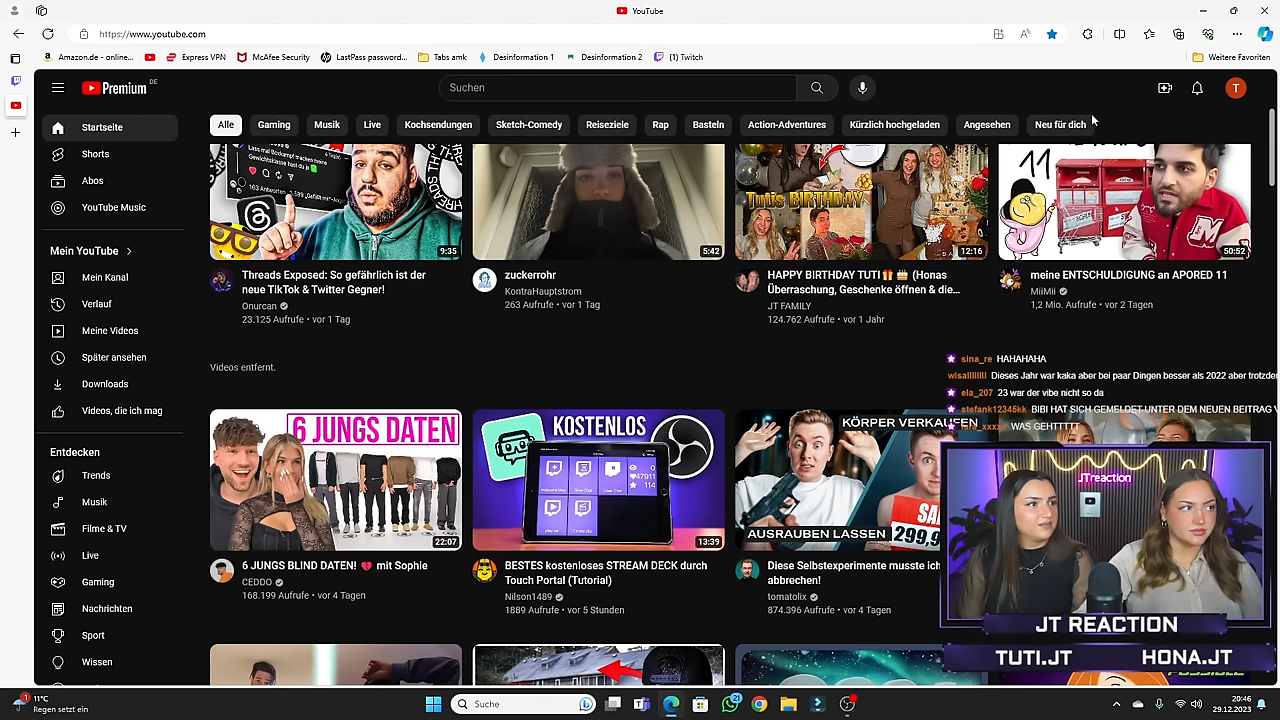 YouTube
https://www.youtube.com
Amazon.de - online...
Express VPN
McAfee Security
LastPass password...
Tabs amk
Desinformation 1
Desinformation 2
(1) Twitch
Weitere Favoriten
Premium DE
Suchen
T
Startseite
Shorts
Abos
YouTube Music
Mein YouTube
Mein Kanal
Verlauf
Meine Videos
Später ansehen
Downloads
Videos, die ich mag
Entdecken
Trends
Musik
Filme & TV
Live
Gaming
Nachrichten
Sport
Wissen
Alle
Gaming
Musik
Live
Kochsendungen
Sketch-Comedy
Reiseziele
Rap
Basteln
Action-Adventures
Kürzlich hochgeladen
Angesehen
Neu für dich
9:35
5:42
Tutis BIRTHDAY
12:16
11
M
50:52
Threads Exposed: So gefährlich ist der
neue TikTok & Twitter Gegner!
Onurcan
23.125 Aufrufe • vor 1 Tag
zuckerrohr
KontraHauptstrom
263 Aufrufe • vor 1 Tag
HAPPY BIRTHDAY TUTI (Honas
Überraschung, Geschenke öffnen & die…
JT FAMILY
124.762 Aufrufe • vor 1 Jahr
meine ENTSCHULDIGUNG an APORED 11
MiiMii
1,2 Mio. Aufrufe • vor 2 Tagen
Videos entfernt.
sina_re HAHAHAHA
Dieses Jahr war kaka aber bei paar Dingen besser als 2022 aber
ela_207 23 war der vibe nicht so da
stefank12345kk BIBI HAT SICH GEMELDET UNTER DEM NEUEN BEITRAG
WAS GEHTTTTT
6 JUNGS DATEN
22:07
KOSTENLOS
13:39
KÖRPER VERKAUFEN
AUSRAUBEN LASSEN
6 JUNGS BLIND DATEN! mit Sophie
CEDDO
168.199 Aufrufe • vor 4 Tagen
BESTES kostenloses STREAM DECK durch
Touch Portal (Tutorial)
Nilson1489
1889 Aufrufe • vor 5 Stunden
Diese Selbstexperimente musste ich
abbrechen!
tomatolix
874.396 Aufrufe • vor 4 Tagen
JTreaction
JT REACTION
TUTI.JT
HONA.JT
1
11°C
Regen setzt ein
Suche
21
20:46
29.12.2023